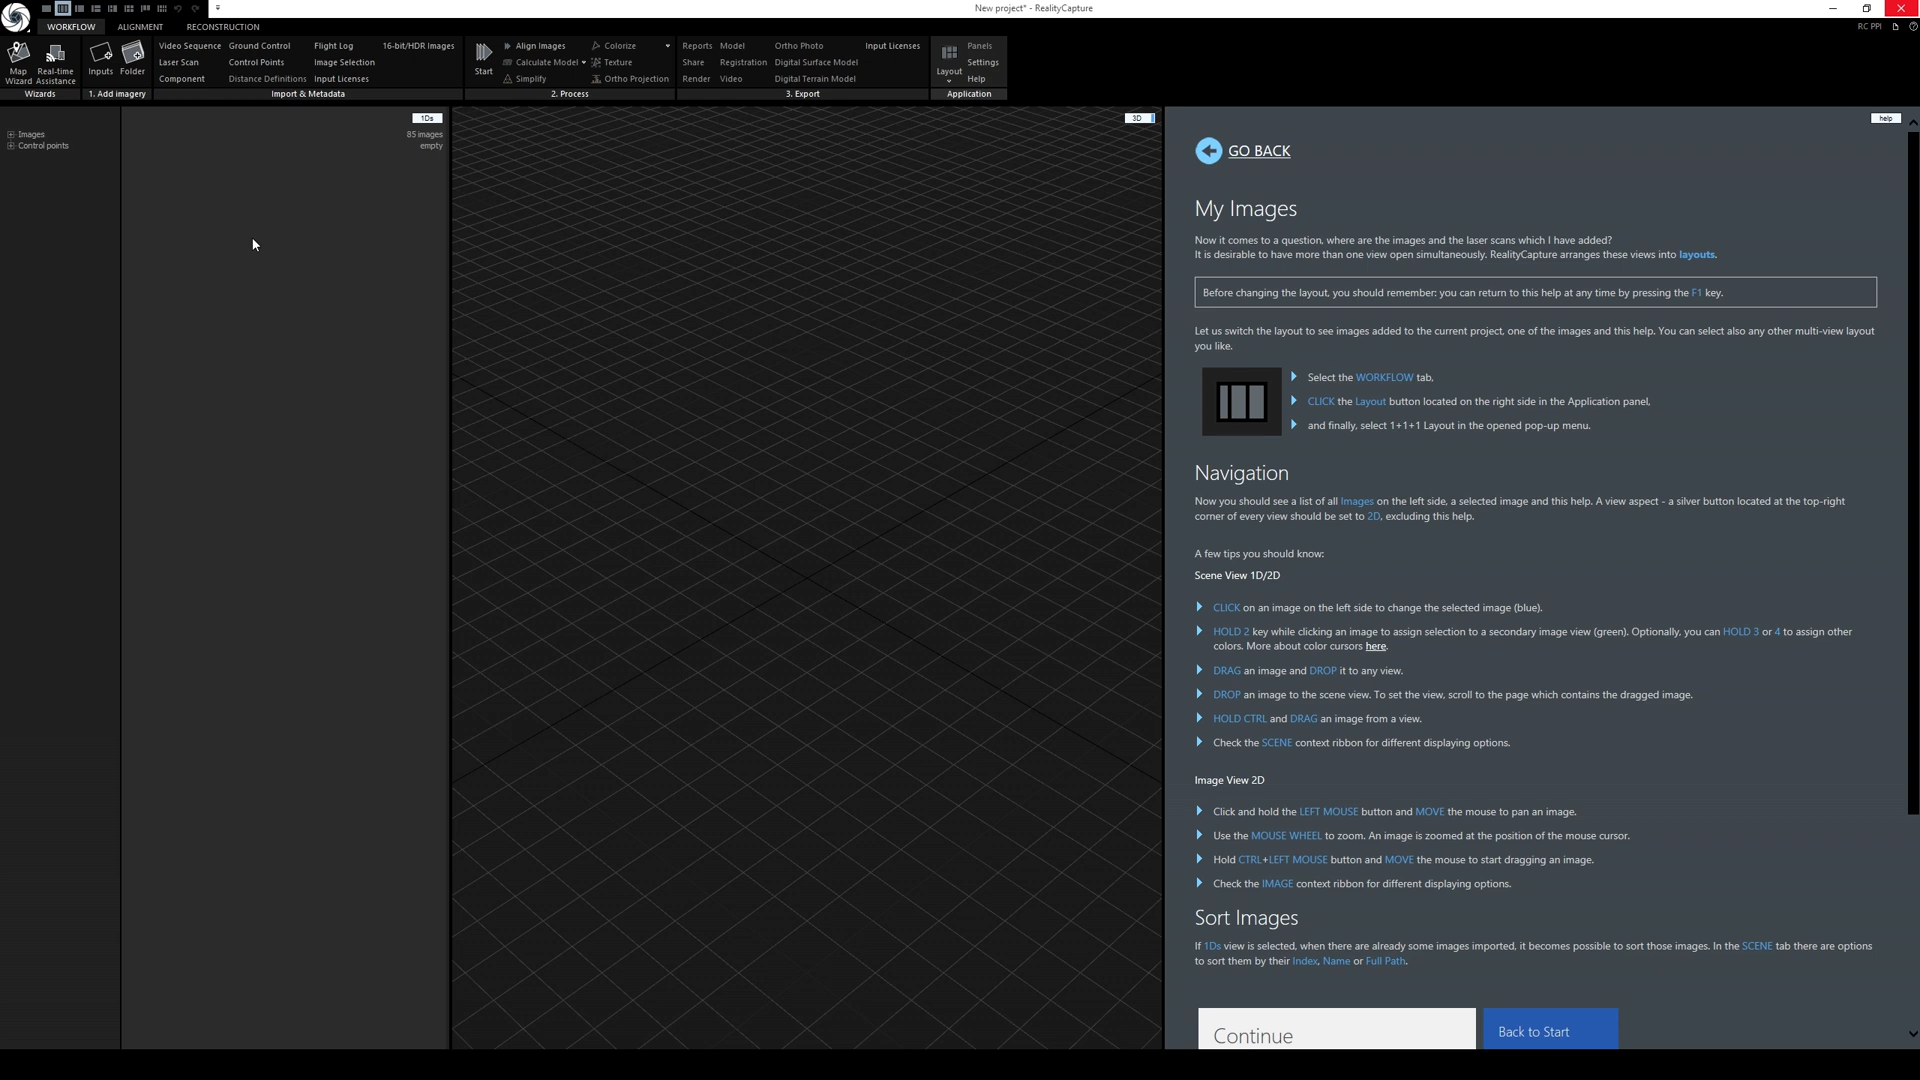 New project* - RealityCapture
WORKFLOW ALIGNMENT RECONSTRUCTION
RC PPI
Map Wizard
Real-time Assistance
Wizards
Inputs Folder
1. Add imagery
Video Sequence Ground Control Flight Log 16-bit/HDR Images
Laser Scan Control Points Image Selection
Component Distance Definitions Input Licenses
Import & Metadata
Start
Align Images Colorize
Calculate Model Texture
Simplify Ortho Projection
2. Process
Reports Model Ortho Photo Input Licenses
Share Registration Digital Surface Model
Render Video Digital Terrain Model
3. Export
Layout
Panels
Settings
Help
Application
1Ds
Images 85 images
Control points empty
3D
help
GO BACK
My Images
Now it comes to a question, where are the images and the laser scans which I have added?
It is desirable to have more than one view open simultaneously. RealityCapture arranges these views into layouts.
Before changing the layout, you should remember: you can return to this help at any time by pressing the F1 key.
Let us switch the layout to see images added to the current project, one of the images and this help. You can select also any other multi-view layout
you like.
Select the WORKFLOW tab,
CLICK the Layout button located on the right side in the Application panel,
and finally, select 1+1+1 Layout in the opened pop-up menu.
Navigation
Now you should see a list of all Images on the left side, a selected image and this help. A view aspect - a silver button located at the top-right
corner of every view should be set to 2D, excluding this help.
A few tips you should know:
Scene View 1D/2D
CLICK on an image on the left side to change the selected image (blue).
HOLD 2 key while clicking an image to assign selection to a secondary image view (green). Optionally, you can HOLD 3 or 4 to assign other
colors. More about color cursors here.
DRAG an image and DROP it to any view.
DROP an image to the scene view. To set the view, scroll to the page which contains the dragged image.
HOLD CTRL and DRAG an image from a view.
Check the SCENE context ribbon for different displaying options.
Image View 2D
Click and hold the LEFT MOUSE button and MOVE the mouse to pan an image.
Use the MOUSE WHEEL to zoom. An image is zoomed at the position of the mouse cursor.
Hold CTRL+LEFT MOUSE button and MOVE the mouse to start dragging an image.
Check the IMAGE context ribbon for different displaying options.
Sort Images
If 1Ds view is selected, when there are already some images imported, it becomes possible to sort those images. In the SCENE tab there are options
to sort them by their Index, Name or Full Path.
Continue
Back to Start